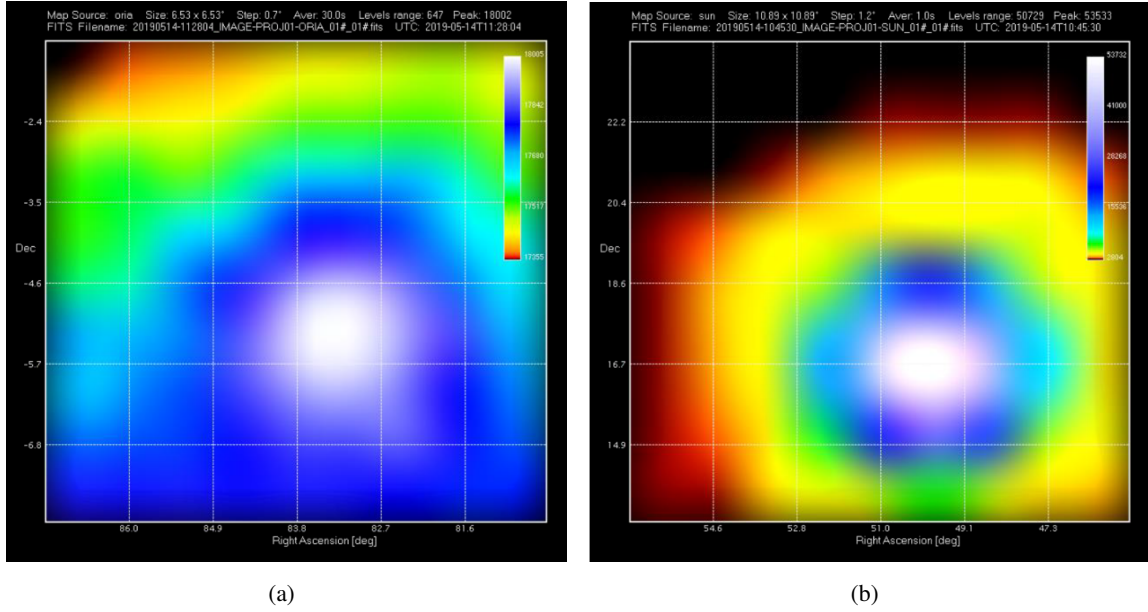 Map Source: oria Size: 6.53 x 6.53° Step: 0.7° Aver: 30.0s Levels range: 647 Peak: 18002
FITS Filename: 20190514-112804_IMAGE-PROJ01-ORIA_01#_01#.fits UTC: 2019-05-14T11:28:04
18005
17842
17680
17517
17355
-2.4
-3.5
Dec
-4.6
-5.7
-6.8
86.0 84.9 83.8 82.7 81.6
Right Ascension [deg]
(a)
Map Source: sun Size: 10.89 x 10.89° Step: 1.2° Aver: 1.0s Levels range: 50729 Peak: 53533
FITS Filename: 20190514-104530_IMAGE-PROJ01-SUN_01#_01#.fits UTC: 2019-05-14T10:45:30
53732
41000
28268
15536
2804
22.2
20.4
Dec
18.6
16.7
14.9
54.6 52.8 51.0 49.1 47.3
Right Ascension [deg]
(b)